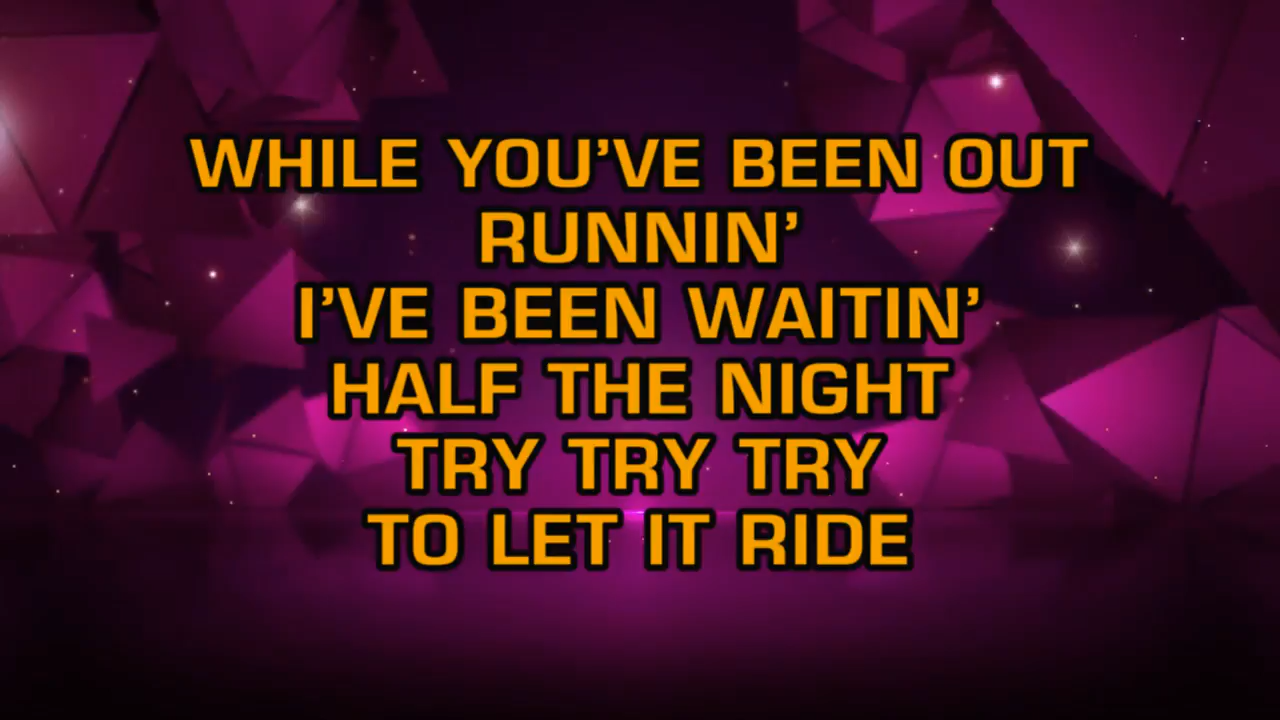 WHILE YOU’VE BEEN OUT
RUNNIN’
I’VE BEEN WAITIN’
HALF THE NIGHT
TRY TRY TRY
TO LET IT RIDE